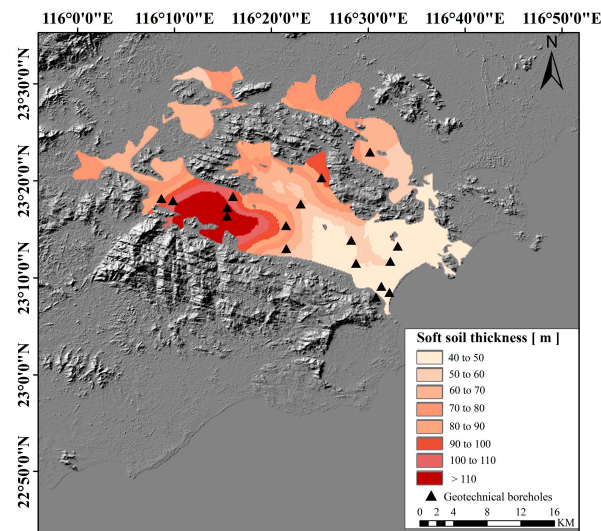 116°0'0"E 116°10'0"E 116°20'0"E 116°30'0"E 116°40'0"E 116°50'0"E
N
23°30'0"N
23°20'0"N
23°10'0"N
23°0'0"N
22°50'0"N
Soft soil thickness [ m ]
40 to 50
50 to 60
60 to 70
70 to 80
80 to 90
90 to 100
100 to 110
> 110
Geotechnical boreholes
0 2 4 8 12 16
KM